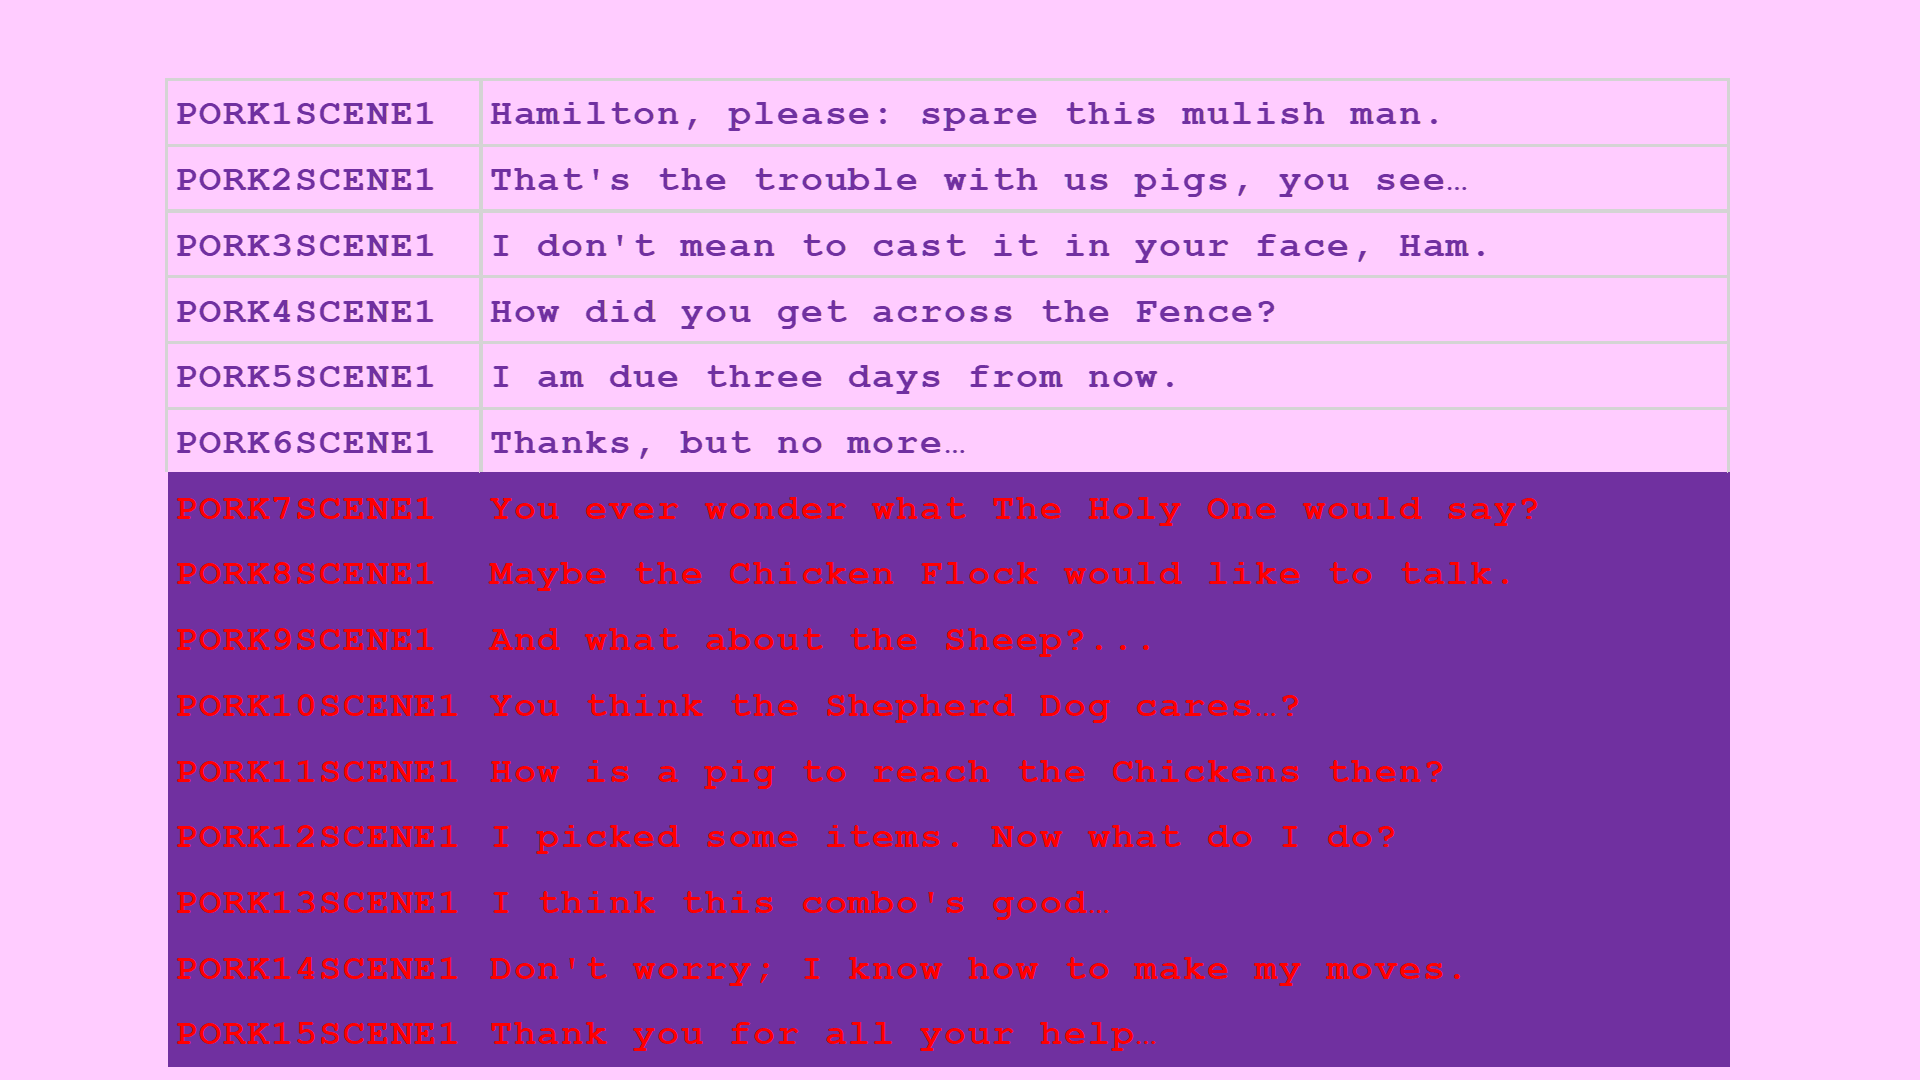 PORK1SCENE1 Hamilton, please: spare this mulish man.
PORK2SCENE1 That's the trouble with us pigs, you see…
PORK3SCENE1 I don't mean to cast it in your face, Ham.
PORK4SCENE1 How did you get across the Fence?
PORK5SCENE1 I am due three days from now.
PORK6SCENE1 Thanks, but no more…
PORK7SCENE1 You ever wonder what The Holy One would say?
PORK8SCENE1 Maybe the Chicken Flock would like to talk.
PORK9SCENE1 And what about the Sheep?...
PORK10SCENE1 You think the Shepherd Dog cares…?
PORK11SCENE1 How is a pig to reach the Chickens then?
PORK12SCENE1 I picked some items. Now what do I do?
PORK13SCENE1 I think this combo's good…
PORK14SCENE1 Don't worry; I know how to make my moves.
PORK15SCENE1 Thank you for all your help…